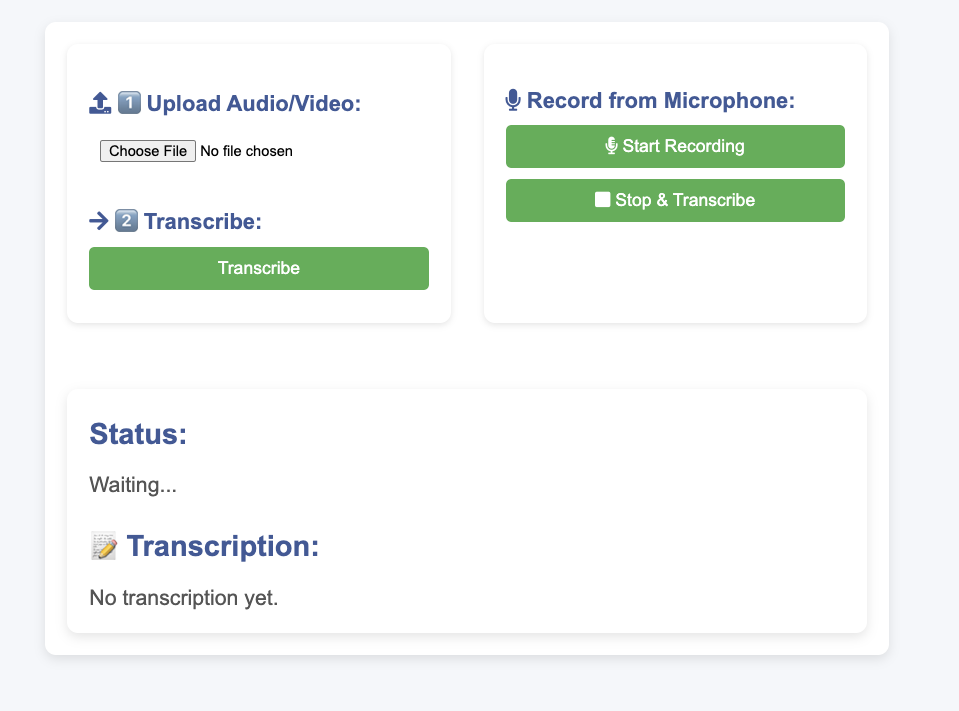 1 Upload Audio/Video:
Choose File No file chosen
2 Transcribe:
Transcribe
Record from Microphone:
Start Recording
Stop & Transcribe
Status:
Waiting...
Transcription:
No transcription yet.